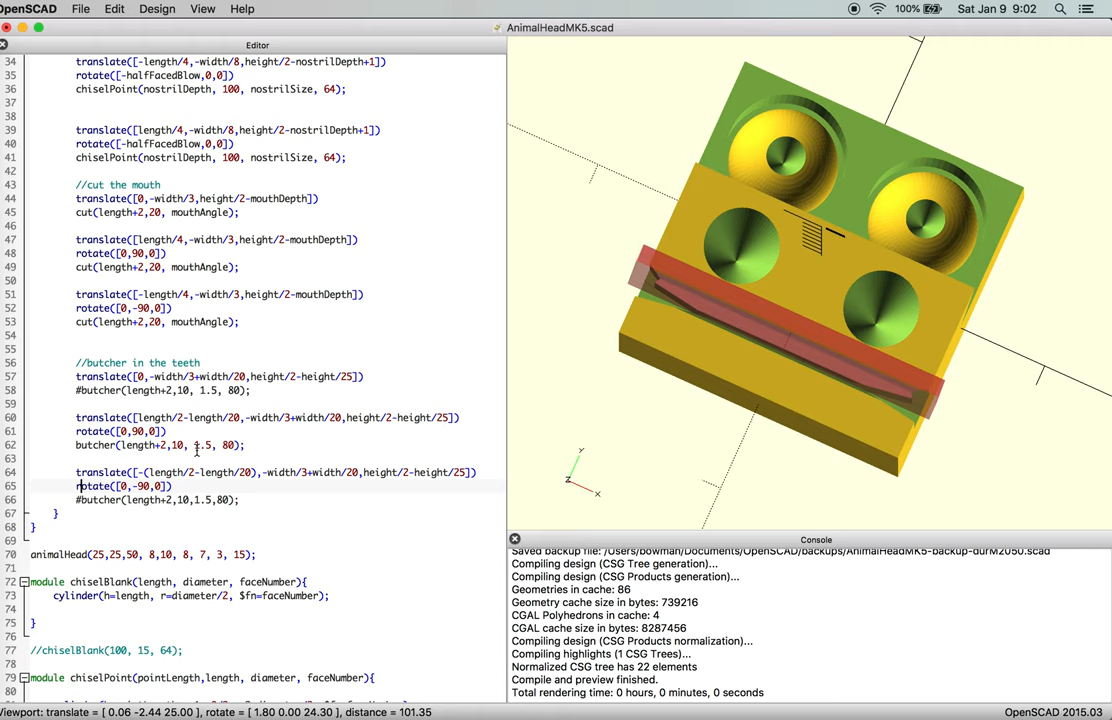 OpenSCAD File Edit Design View Help 100% Sat Jan 9 9:02
AnimalHeadMK5.scad
Editor
34 translate([-length/4,-width/8,height/2-nostrilDepth+1])
35 rotate([-halfFacedBlow,0,0])
36 chiselPoint(nostrilDepth, 100, nostrilSize, 64);
37
38
39 translate([length/4,-width/8,height/2-nostrilDepth+1])
40 rotate([-halfFacedBlow,0,0])
41 chiselPoint(nostrilDepth, 100, nostrilSize, 64);
42
43 //cut the mouth
44 translate([0,-width/3,height/2-mouthDepth])
45 cut(length+2,20, mouthAngle);
46
47 translate([length/4,-width/3,height/2-mouthDepth])
48 rotate([0,90,0])
49 cut(length+2,20, mouthAngle);
50
51 translate([-length/4,-width/3,height/2-mouthDepth])
52 rotate([0,-90,0])
53 cut(length+2,20, mouthAngle);
54
55
56 //butcher in the teeth
57 translate([0,-width/3+width/20,height/2-height/25])
58 #butcher(length+2,10, 1.5, 80);
59
60 translate([length/2-length/20,-width/3+width/20,height/2-height/25])
61 rotate([0,90,0])
62 butcher(length+2,10, 1.5, 80);
63
64 translate([-(length/2-length/20),-width/3+width/20,height/2-height/25])
65 rotate([0,-90,0])
66 #butcher(length+2,10,1.5,80);
67 }
68 }
69
70 animalHead(25,25,50, 8,10, 8, 7, 3, 15);
71
72 module chiselBlank(length, diameter, faceNumber){
73 cylinder(h=length, r=diameter/2, $fn=faceNumber);
74
75 }
76
77 //chiselBlank(100, 15, 64);
78
79 module chiselPoint(pointLength,length, diameter, faceNumber){
80
Y
Z
X
Console
Saved backup file: /Users/bowman/Documents/OpenSCAD/backups/AnimalHeadMK5-backup-durM2050.scad
Compiling design (CSG Tree generation)...
Compiling design (CSG Products generation)...
Geometries in cache: 86
Geometry cache size in bytes: 739216
CGAL Polyhedrons in cache: 4
CGAL cache size in bytes: 8287456
Compiling design (CSG Products normalization)...
Compiling highlights (1 CSG Trees)...
Normalized CSG tree has 22 elements
Compile and preview finished.
Total rendering time: 0 hours, 0 minutes, 0 seconds
Viewport: translate = [ 0.06 -2.44 25.00 ], rotate = [ 1.80 0.00 24.30 ], distance = 101.35
OpenSCAD 2015.03